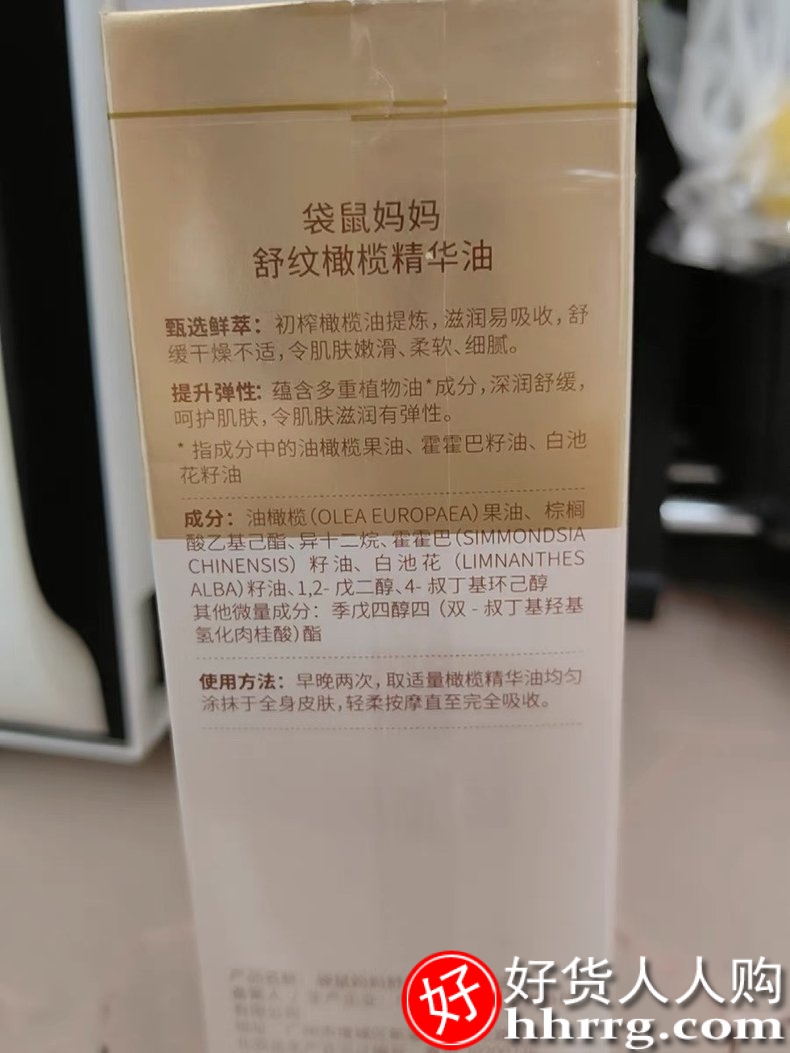 袋鼠妈妈
舒纹橄榄精华油
甄选鲜萃：初榨橄榄油提炼，滋润易吸收，舒
缓干燥不适，令肌肤嫩滑、柔软、细腻。
提升弹性：蕴含多重植物油*成分，深润舒缓，
呵护肌肤，令肌肤滋润有弹性。
* 指成分中的油橄榄果油、霍霍巴籽油、白池
花籽油
成分：油橄榄（OLEA EUROPAEA）果油、棕榈
酸乙基己酯、异十二烷、霍霍巴（SIMMONDSIA
CHINENSIS）籽油、白池花（LIMNANTHES
ALBA）籽油、1,2-戊二醇、4-叔丁基环己醇
其他微量成分：季戊四醇四（双-叔丁基羟基
氢化肉桂酸）酯
使用方法：早晚两次，取适量橄榄精华油均匀
涂抹于全身皮肤，轻柔按摩直至完全吸收。
产品名称：袋鼠妈妈舒
好
好货人人购
hhrrg.com